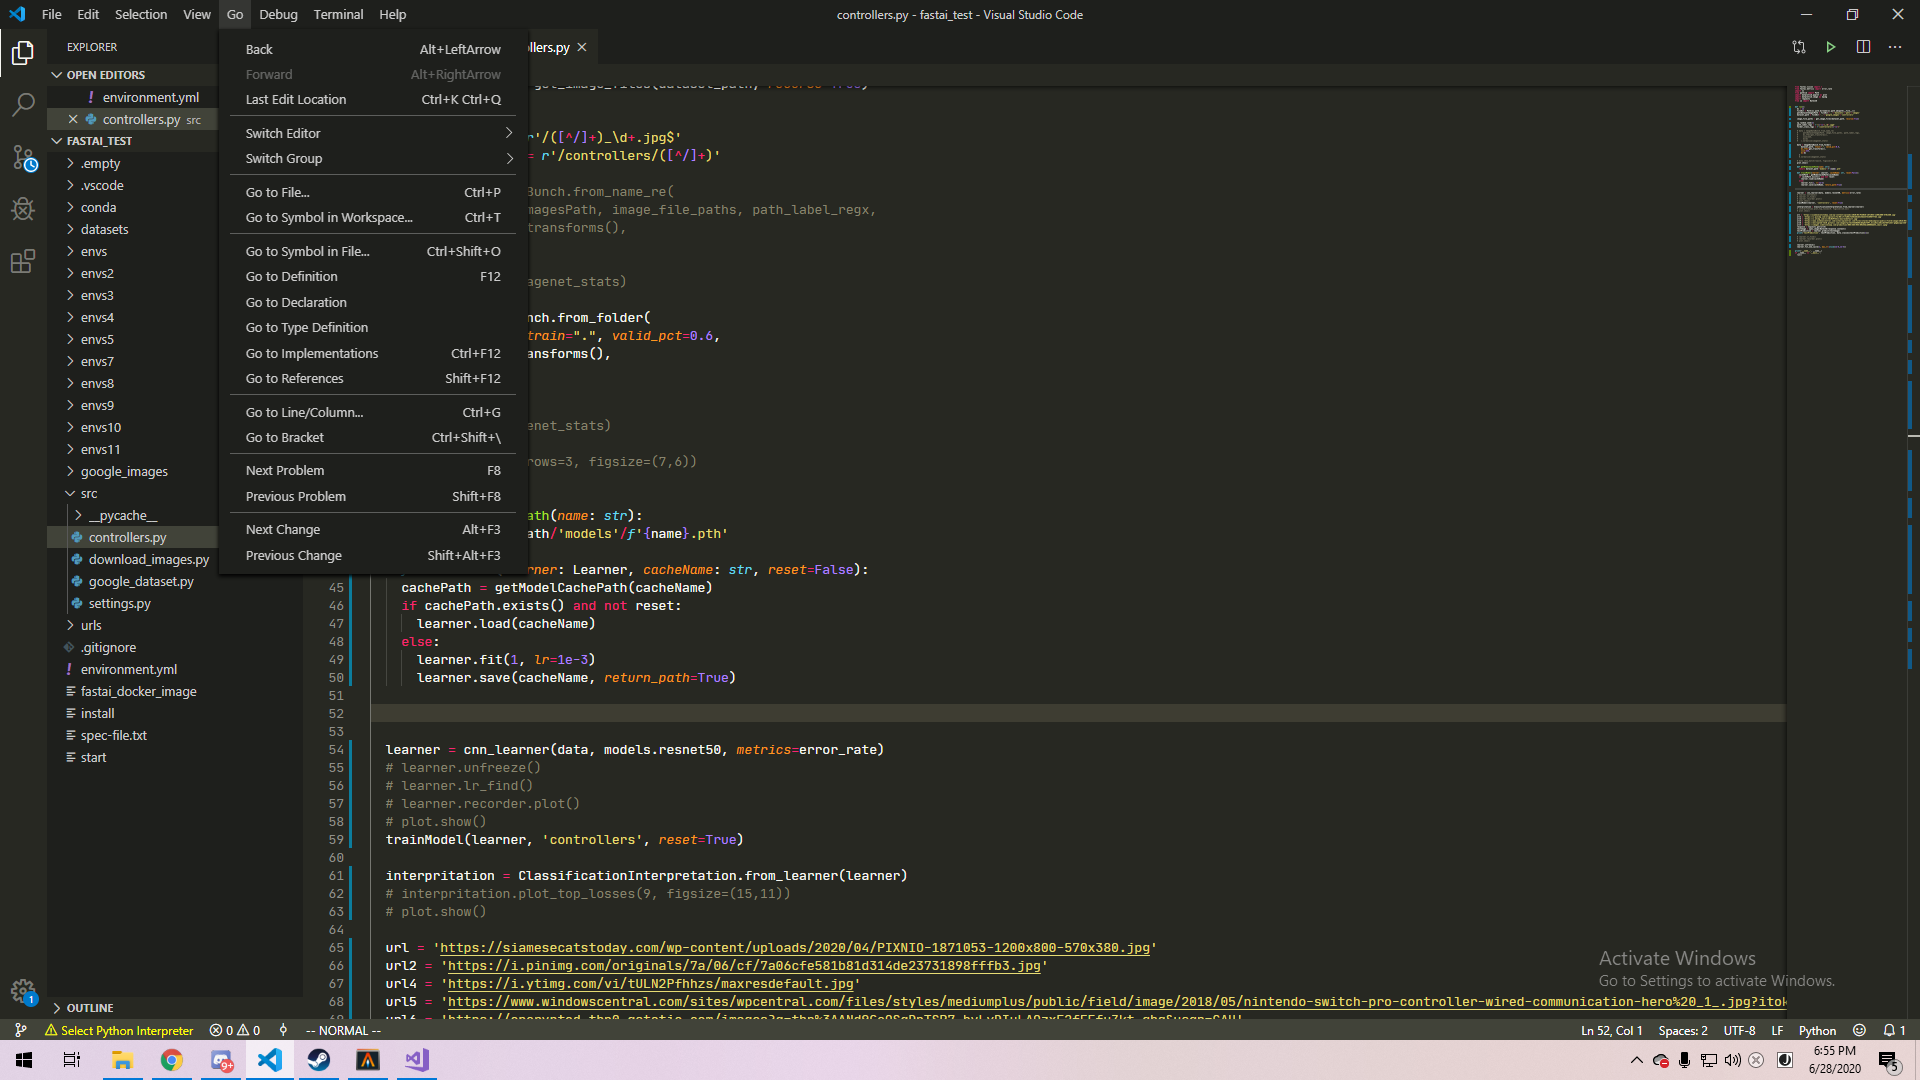 File Edit Selection View Go Debug Terminal Help
controllers.py - fastai_test - Visual Studio Code
EXPLORER
OPEN EDITORS
! environment.yml
controllers.py src
FASTAI_TEST
.empty
.vscode
conda
datasets
envs
envs2
envs3
envs4
envs5
envs7
envs8
envs9
envs10
envs11
google_images
src
__pycache__
controllers.py
download_images.py
google_dataset.py
settings.py
urls
.gitignore
! environment.yml
fastai_docker_image
install
spec-file.txt
start
OUTLINE
Back Alt+LeftArrow
Forward Alt+RightArrow
Last Edit Location Ctrl+K Ctrl+Q
Switch Editor
Switch Group
Go to File... Ctrl+P
Go to Symbol in Workspace... Ctrl+T
Go to Symbol in File... Ctrl+Shift+O
Go to Definition F12
Go to Declaration
Go to Type Definition
Go to Implementations Ctrl+F12
Go to References Shift+F12
Go to Line/Column... Ctrl+G
Go to Bracket Ctrl+Shift+\
Next Problem F8
Previous Problem Shift+F8
Next Change Alt+F3
Previous Change Shift+Alt+F3
llers.py
r'/([^/]+)_\d+.jpg$'
= r'/controllers/([^/]+)'
Bunch.from_name_re(
magesPath, image_file_paths, path_label_regx,
transforms(),
agenet_stats)
nch.from_folder(
train=".", valid_pct=0.6,
ansforms(),
enet_stats)
rows=3, figsize=(7,6))
ath(name: str):
ath/'models'/f'{name}.pth'
rner: Learner, cacheName: str, reset=False):
45 cachePath = getModelCachePath(cacheName)
46 if cachePath.exists() and not reset:
47 learner.load(cacheName)
48 else:
49 learner.fit(1, lr=1e-3)
50 learner.save(cacheName, return_path=True)
51
52
53
54 learner = cnn_learner(data, models.resnet50, metrics=error_rate)
55 # learner.unfreeze()
56 # learner.lr_find()
57 # learner.recorder.plot()
58 # plot.show()
59 trainModel(learner, 'controllers', reset=True)
60
61 interpritation = ClassificationInterpretation.from_learner(learner)
62 # interpritation.plot_top_losses(9, figsize=(15,11))
63 # plot.show()
64
65 url = 'https://siamesecatstoday.com/wp-content/uploads/2020/04/PIXNIO-1871053-1200x800-570x380.jpg'
66 url2 = 'https://i.pinimg.com/originals/7a/06/cf/7a06cfe581b81d314de23731898fffb3.jpg'
67 url4 = 'https://i.ytimg.com/vi/tULN2Pfhhzs/maxresdefault.jpg'
68 url5 = 'https://www.windowscentral.com/sites/wpcentral.com/files/styles/mediumplus/public/field/image/2018/05/nintendo-switch-pro-controller-wired-communication-hero%20_1_.jpg?itok
Activate Windows
Go to Settings to activate Windows.
Select Python Interpreter 0 0 -- NORMAL -- Ln 52, Col 1 Spaces: 2 UTF-8 LF Python 1
6:55 PM
6/28/2020